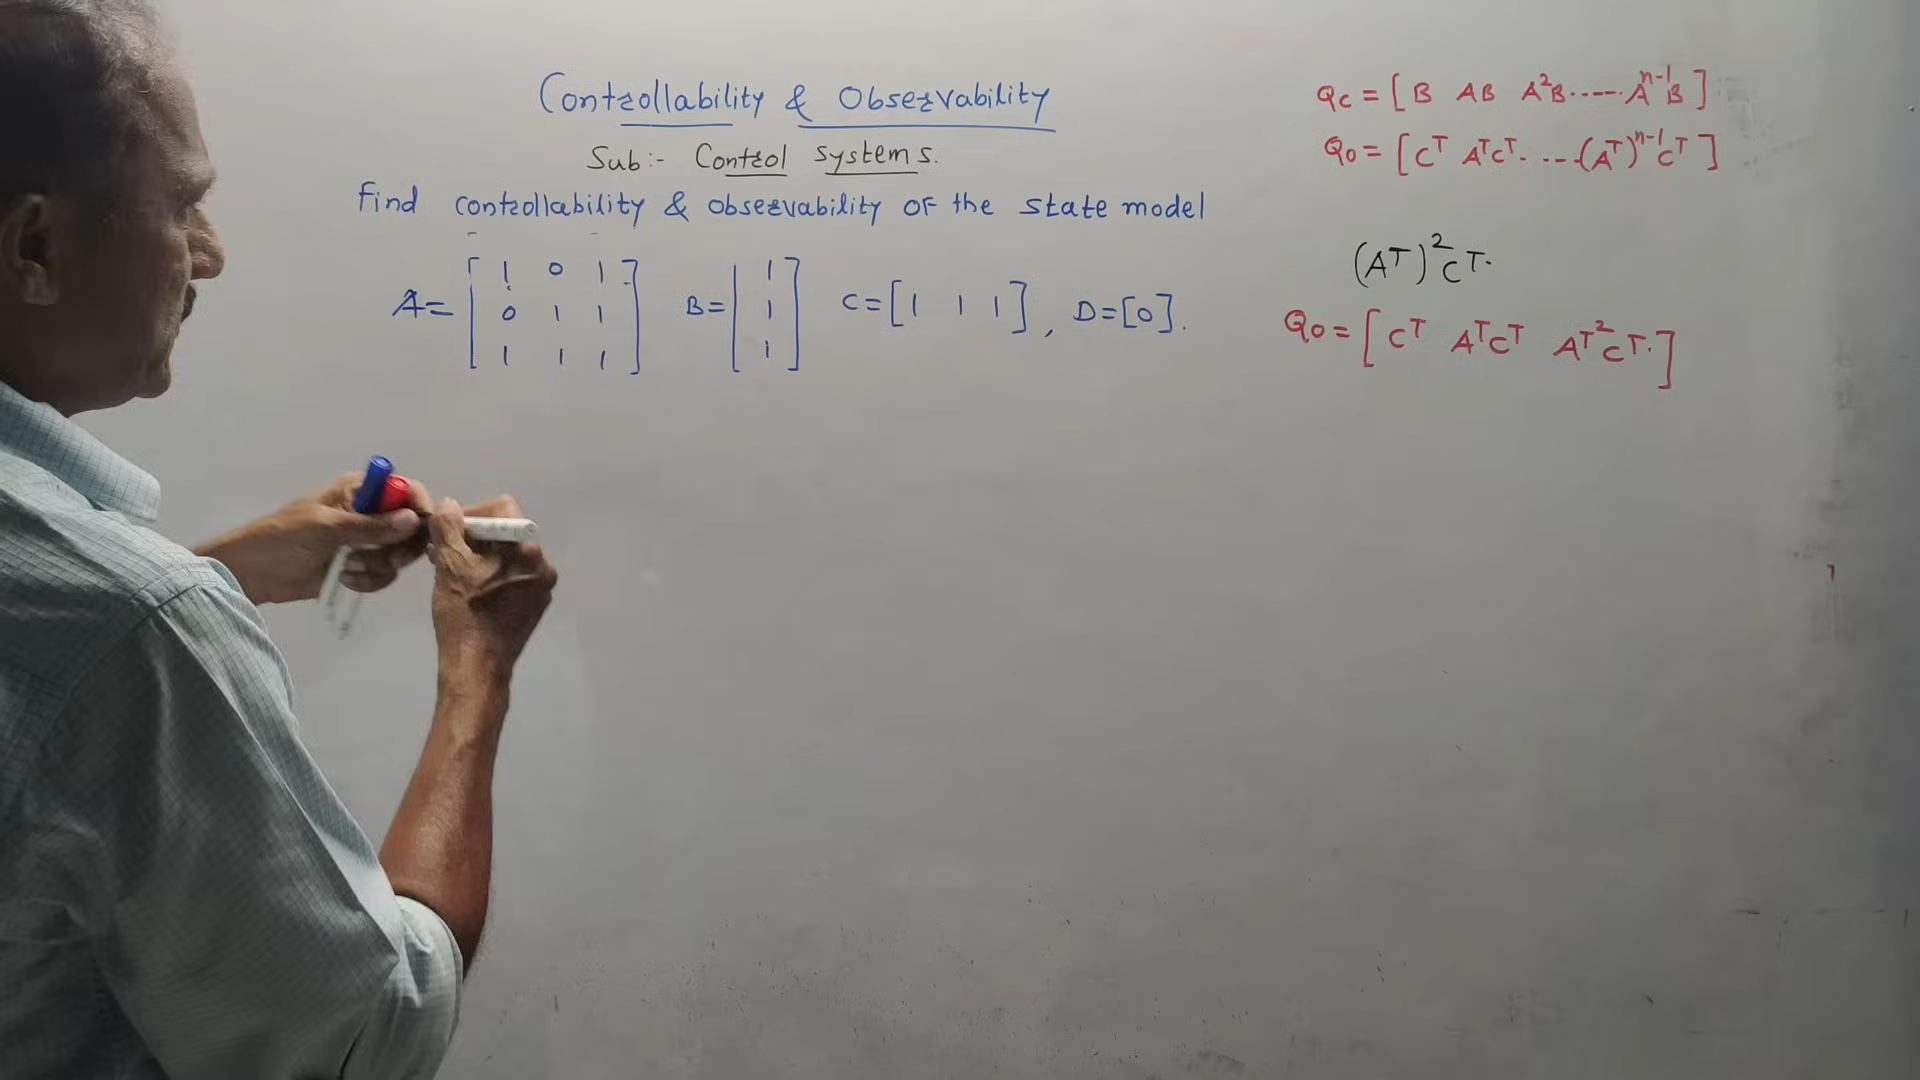 Controllability & Observability
Sub:- Control systems.
Find controllability & observability of the state model
A = [ 1 0 1
0 1 1
1 1 1 ] B = [ 1
1
1 ] C = [ 1 1 1 ] , D = [0].
Qc = [ B AB A²B ..... Aⁿ⁻¹B ]
Qo = [ Cᵀ AᵀCᵀ. ...(Aᵀ)ⁿ⁻¹Cᵀ ]
(Aᵀ)²Cᵀ.
Qo = [ Cᵀ AᵀCᵀ Aᵀ²Cᵀ. ]